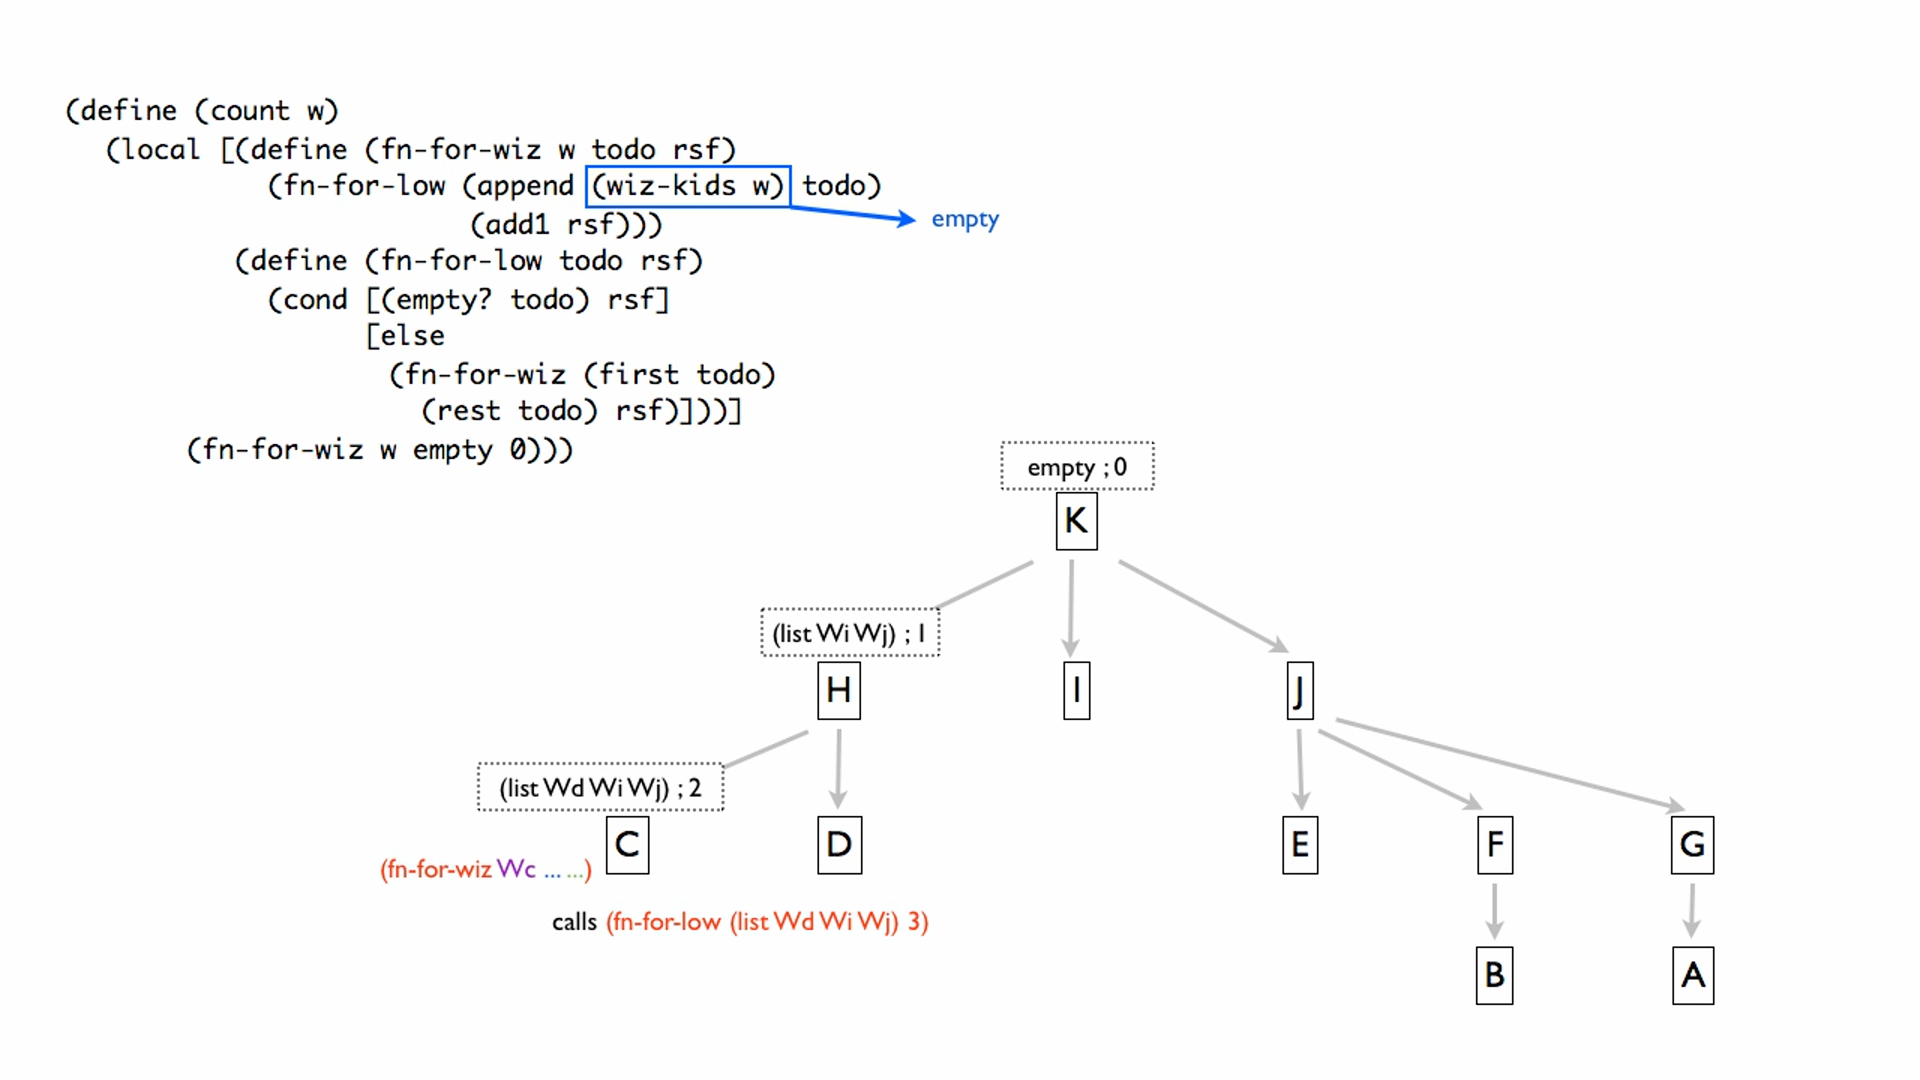 (define (count w)
(local [(define (fn-for-wiz w todo rsf)
(fn-for-low (append (wiz-kids w) todo)
(add1 rsf)))
empty
(define (fn-for-low todo rsf)
(cond [(empty? todo) rsf]
[else
(fn-for-wiz (first todo)
(rest todo) rsf)]))]
(fn-for-wiz w empty 0)))
empty ; 0
K
(list Wi Wj) ; 1
H
I
J
(list Wd Wi Wj) ; 2
C
D
E
F
G
(fn-for-wiz Wc ... ...)
calls (fn-for-low (list Wd Wi Wj) 3)
B
A